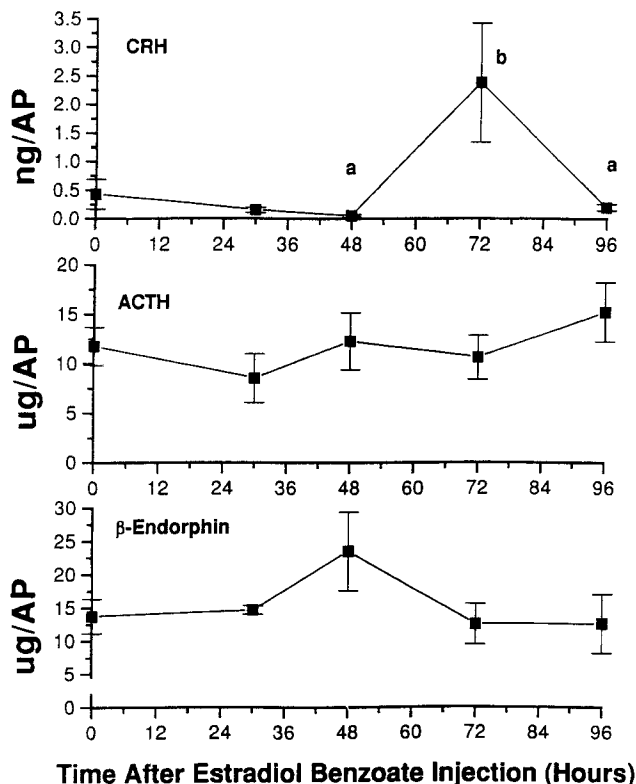 3.5
3.0
2.5
2.0
1.5
1.0
0.5
0.0
ng/AP
CRH
a
b
a
0 12 24 36 48 60 72 84 96
20
15
10
5
0
ug/AP
ACTH
0 12 24 36 48 60 72 84 96
30
25
20
15
10
5
0
ug/AP
β-Endorphin
0 12 24 36 48 60 72 84 96
Time After Estradiol Benzoate Injection (Hours)